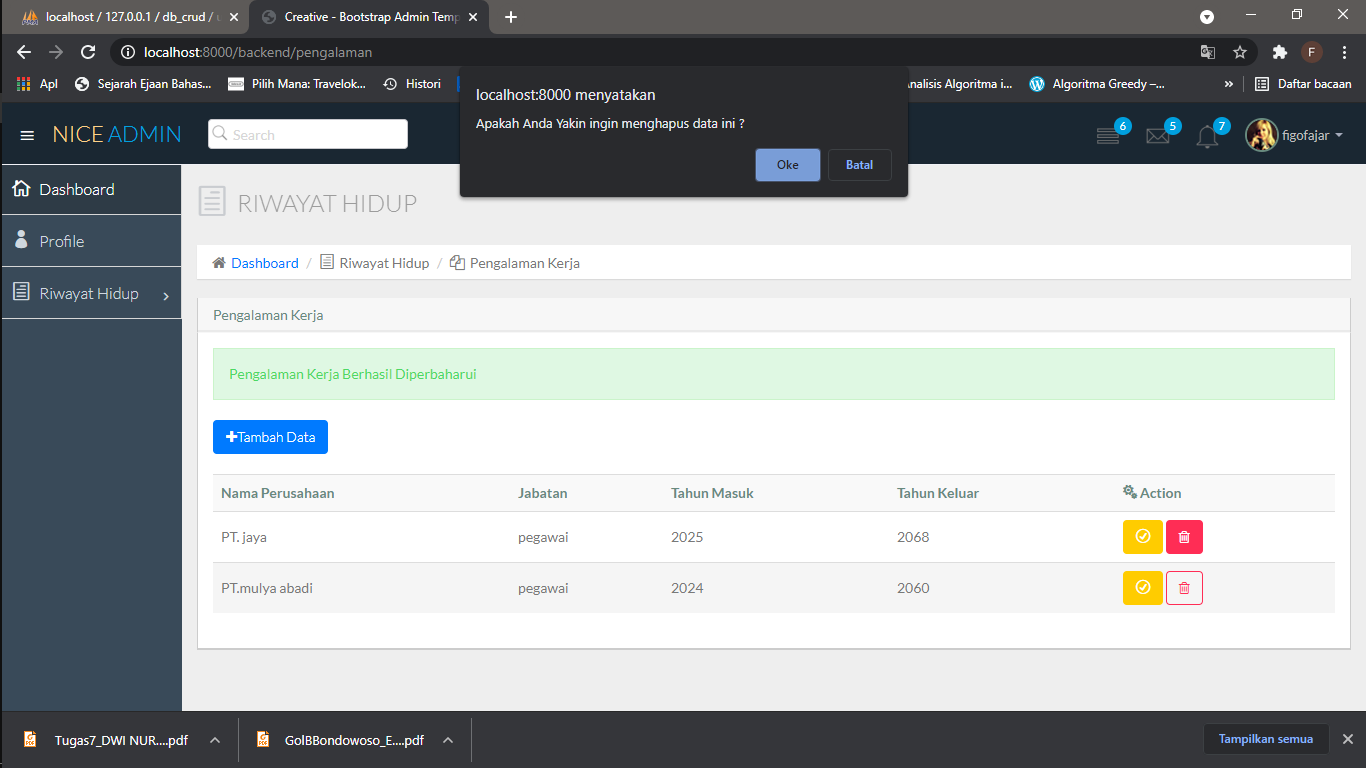 localhost / 127.0.0.1 / db_crud /
Creative - Bootstrap Admin Temp
localhost:8000/backend/pengalaman
F
Apl
Sejarah Ejaan Bahas...
Pilih Mana: Travelok...
Histori
Analisis Algoritma i...
Algoritma Greedy –...
»
Daftar bacaan
localhost:8000 menyatakan
Apakah Anda Yakin ingin menghapus data ini ?
Oke
Batal
NICE ADMIN
Search
6
5
7
figofajar
Dashboard
Profile
Riwayat Hidup
RIWAYAT HIDUP
Dashboard / Riwayat Hidup / Pengalaman Kerja
Pengalaman Kerja
Pengalaman Kerja Berhasil Diperbaharui
Tambah Data
Nama Perusahaan Jabatan Tahun Masuk Tahun Keluar Action
PT. jaya pegawai 2025 2068
PT.mulya abadi pegawai 2024 2060
Tugas7_DWI NUR....pdf
GolBBondowoso_E....pdf
Tampilkan semua